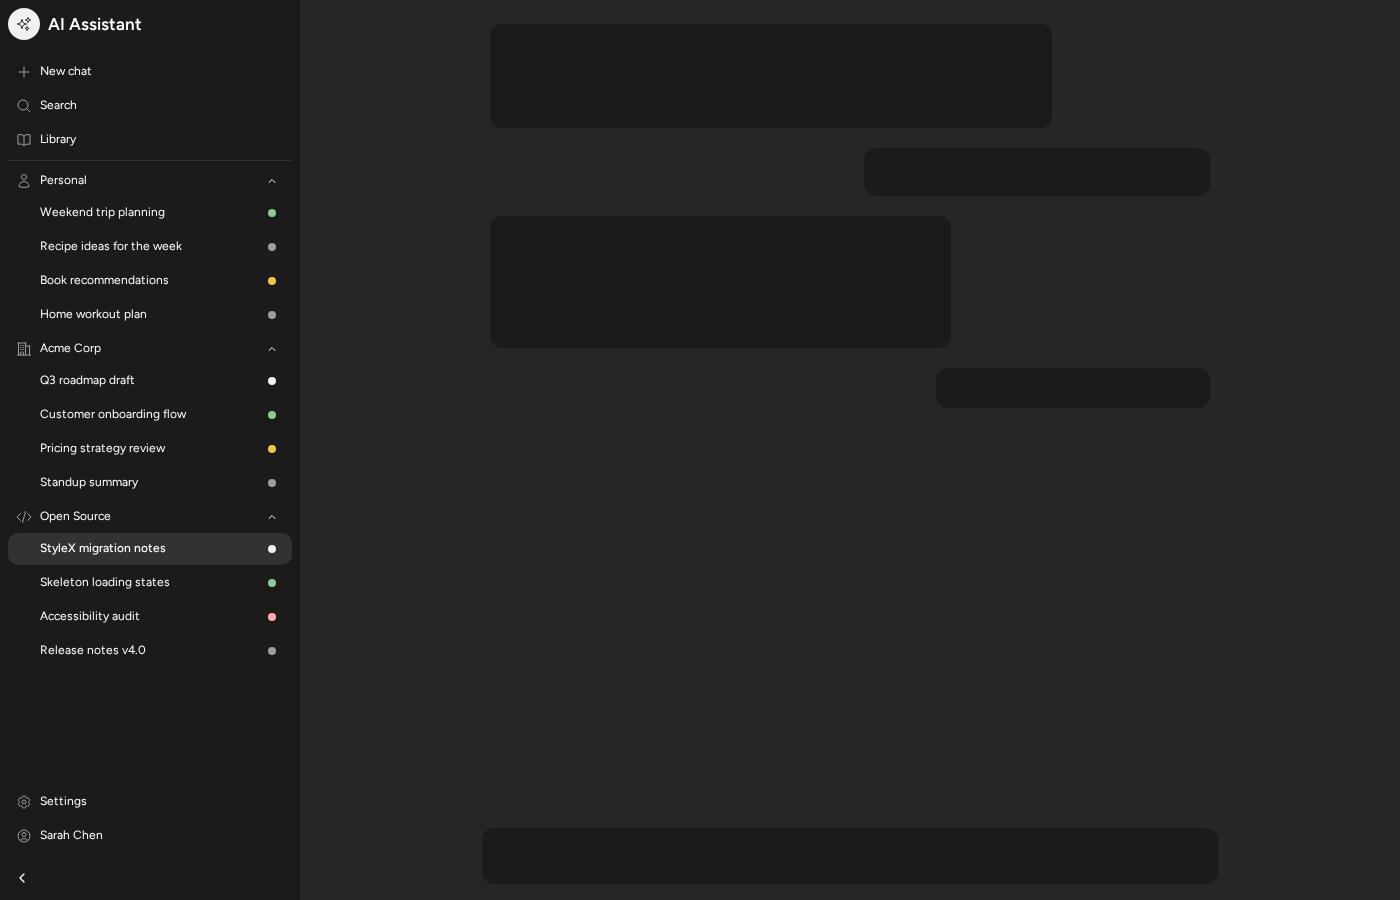 AI Assistant
New chat
Search
Library
Personal
Weekend trip planning
Recipe ideas for the week
Book recommendations
Home workout plan
Acme Corp
Q3 roadmap draft
Customer onboarding flow
Pricing strategy review
Standup summary
Open Source
StyleX migration notes
Skeleton loading states
Accessibility audit
Release notes v4.0
Settings
Sarah Chen